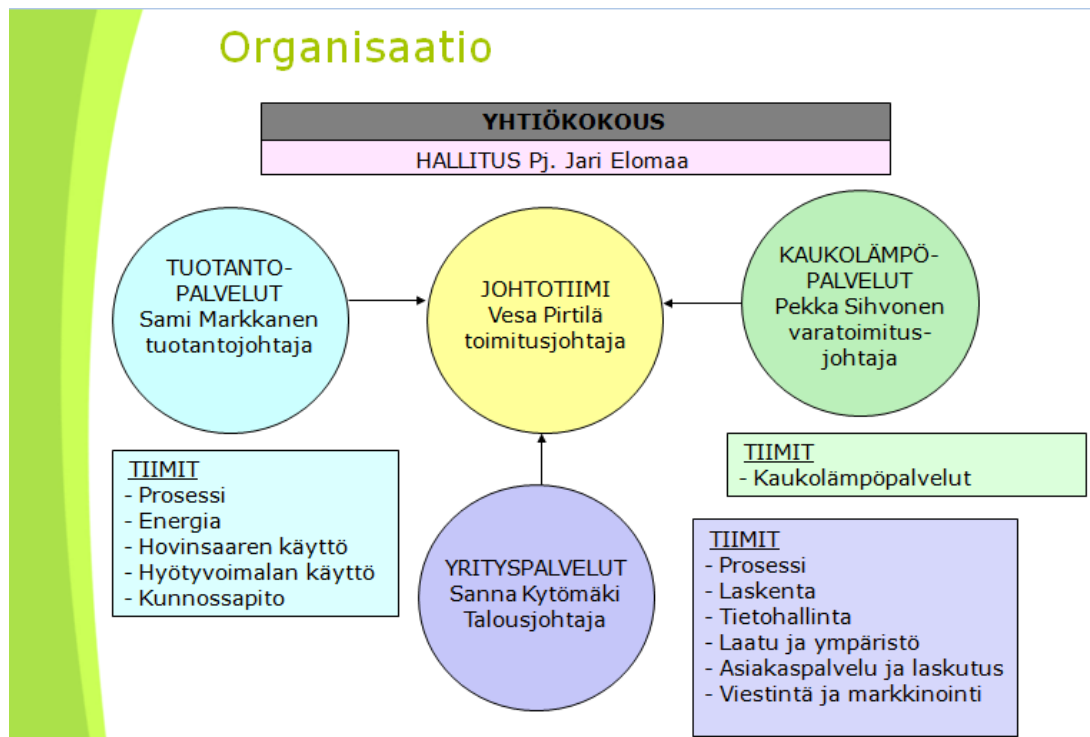 Organisaatio
YHTIÖKOKOUS
HALLITUS Pj. Jari Elomaa
TUOTANTO-
PALVELUT
Sami Markkanen
tuotantojohtaja
JOHTOTIIMI
Vesa Pirtilä
toimitusjohtaja
KAUKOLÄMPÖ-
PALVELUT
Pekka Sihvonen
varatoimitus-
johtaja
TIIMIT
- Prosessi
- Energia
- Hovinsaaren käyttö
- Hyötyvoimalan käyttö
- Kunnossapito
YRITYSPALVELUT
Sanna Kytömäki
Talousjohtaja
TIIMIT
- Kaukolämpöpalvelut
TIIMIT
- Prosessi
- Laskenta
- Tietohallinta
- Laatu ja ympäristö
- Asiakaspalvelu ja laskutus
- Viestintä ja markkinointi